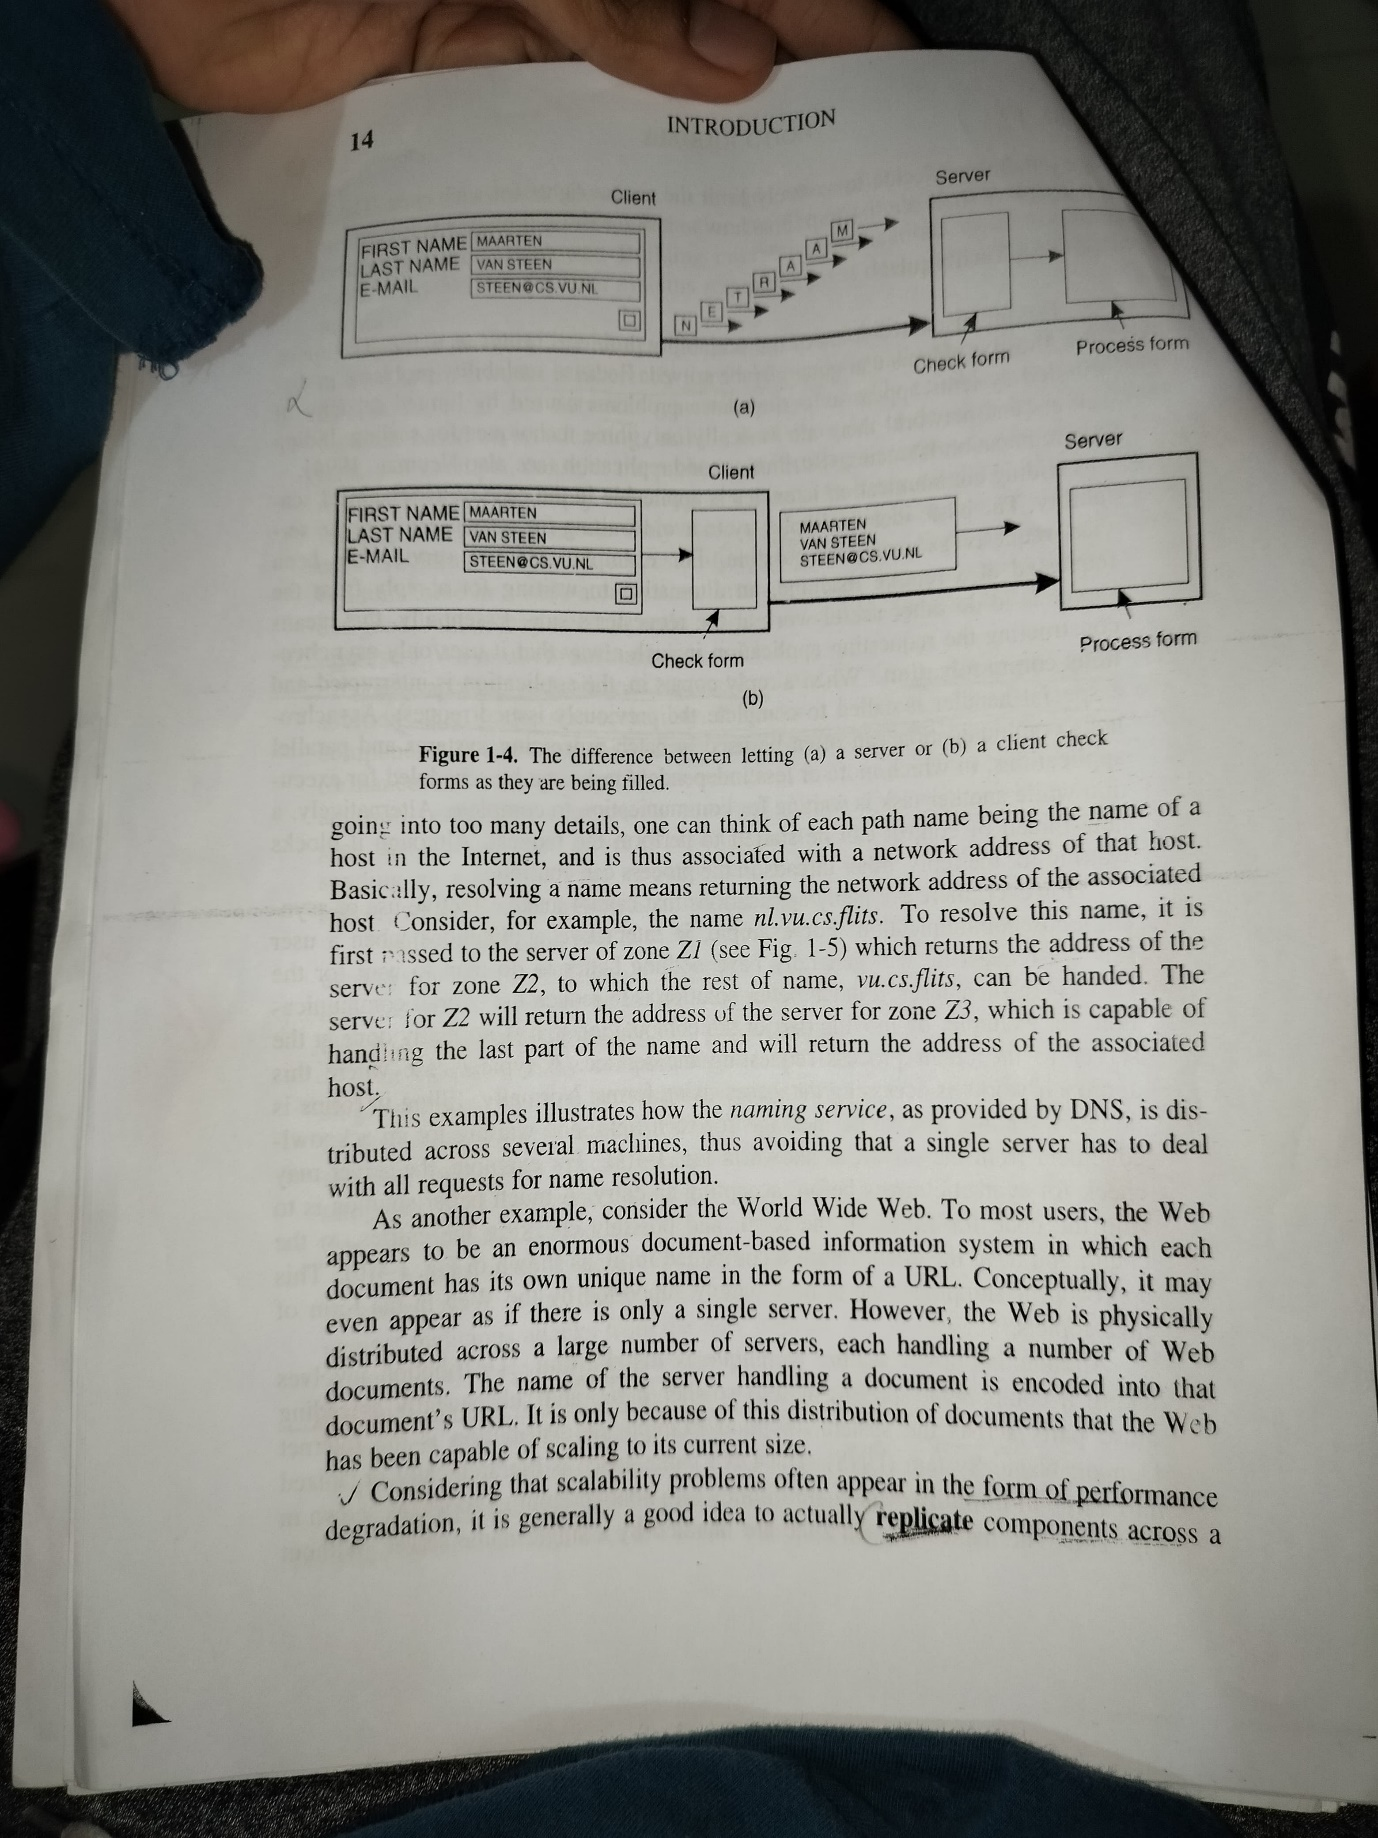 14
INTRODUCTION
Client
Server
FIRST NAME MAARTEN
LAST NAME VAN STEEN
E-MAIL STEEN@CS.VU.NL
N E T R A A M
Check form
Process form
(a)
Client
Server
FIRST NAME MAARTEN
LAST NAME VAN STEEN
E-MAIL STEEN@CS.VU.NL
MAARTEN
VAN STEEN
STEEN@CS.VU.NL
Check form
Process form
(b)
Figure 1-4. The difference between letting (a) a server or (b) a client check
forms as they are being filled.
going into too many details, one can think of each path name being the name of a
host in the Internet, and is thus associated with a network address of that host.
Basically, resolving a name means returning the network address of the associated
host. Consider, for example, the name nl.vu.cs.flits. To resolve this name, it is
first passed to the server of zone Z1 (see Fig. 1-5) which returns the address of the
server for zone Z2, to which the rest of name, vu.cs.flits, can be handed. The
server for Z2 will return the address of the server for zone Z3, which is capable of
handling the last part of the name and will return the address of the associated
host.
This examples illustrates how the naming service, as provided by DNS, is dis-
tributed across several machines, thus avoiding that a single server has to deal
with all requests for name resolution.
As another example, consider the World Wide Web. To most users, the Web
appears to be an enormous document-based information system in which each
document has its own unique name in the form of a URL. Conceptually, it may
even appear as if there is only a single server. However, the Web is physically
distributed across a large number of servers, each handling a number of Web
documents. The name of the server handling a document is encoded into that
document's URL. It is only because of this distribution of documents that the Web
has been capable of scaling to its current size.
Considering that scalability problems often appear in the form of performance
degradation, it is generally a good idea to actually replicate components across a